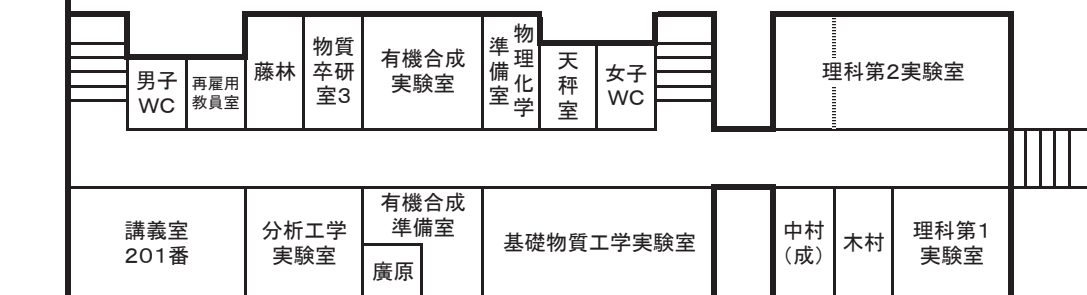 男子
WC
再雇用
教員室
藤林
物質
卒研
室3
有機合成
実験室
物理化学
準備室
天秤室
女子
WC
理科第2実験室
講義室
201番
分析工学
実験室
有機合成
準備室
廣原
基礎物質工学実験室
中村
（成）
木村
理科第1
実験室